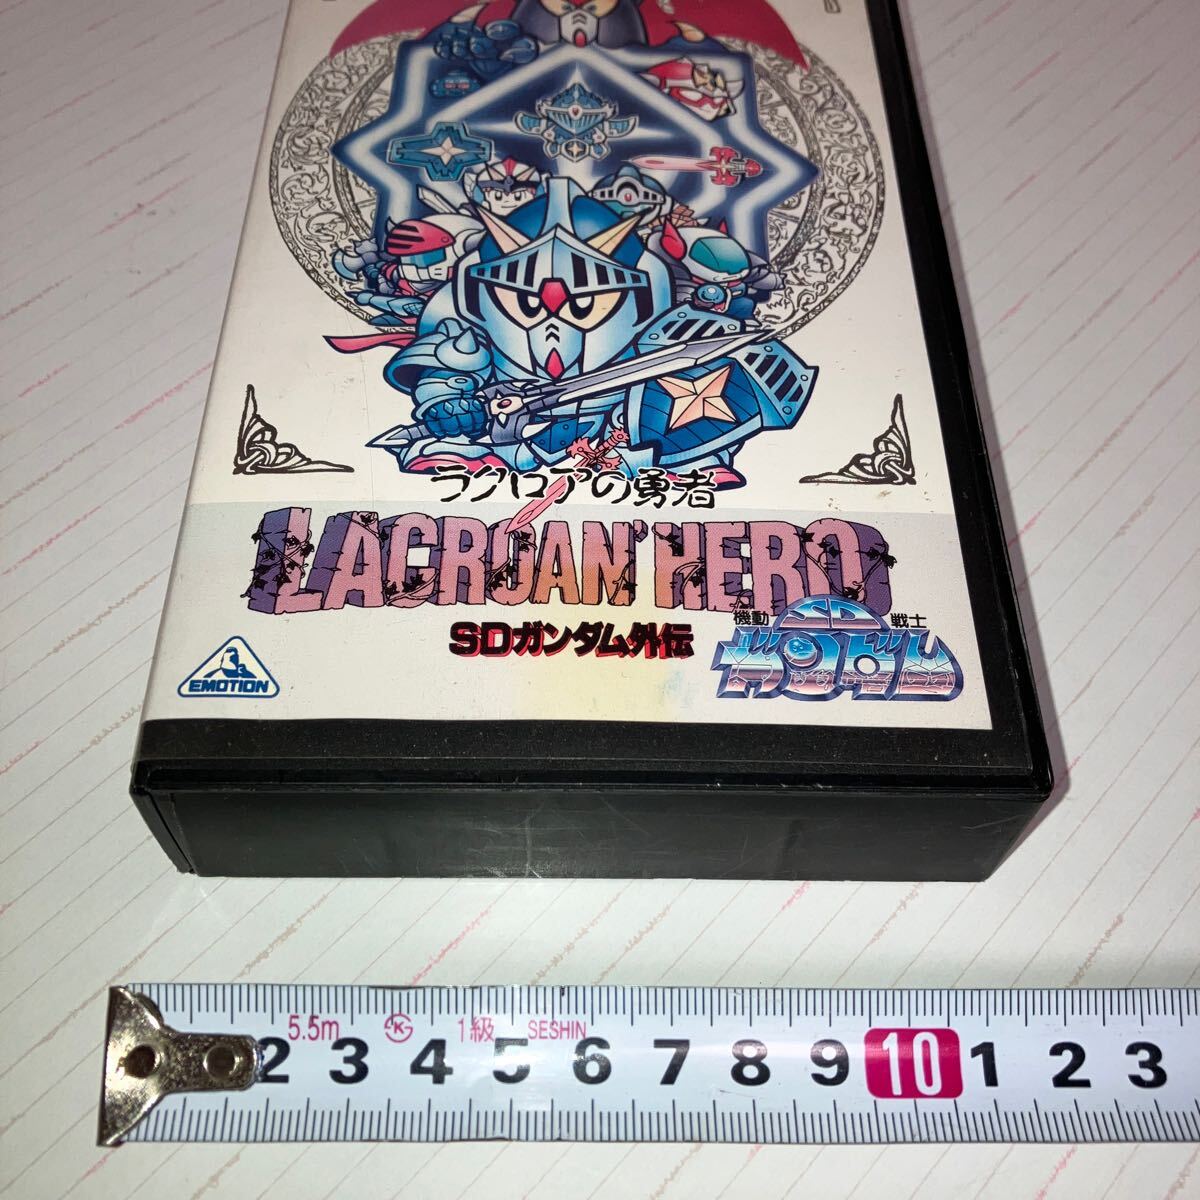 ラクロアの勇者
LACROAN'HERO
SDガンダム外伝
機動 SD 戦士
ガンダム
EMOTION
5.5m K 1級 SESHIN
2 3 4 5 6 7 8 9 10 1 2 3